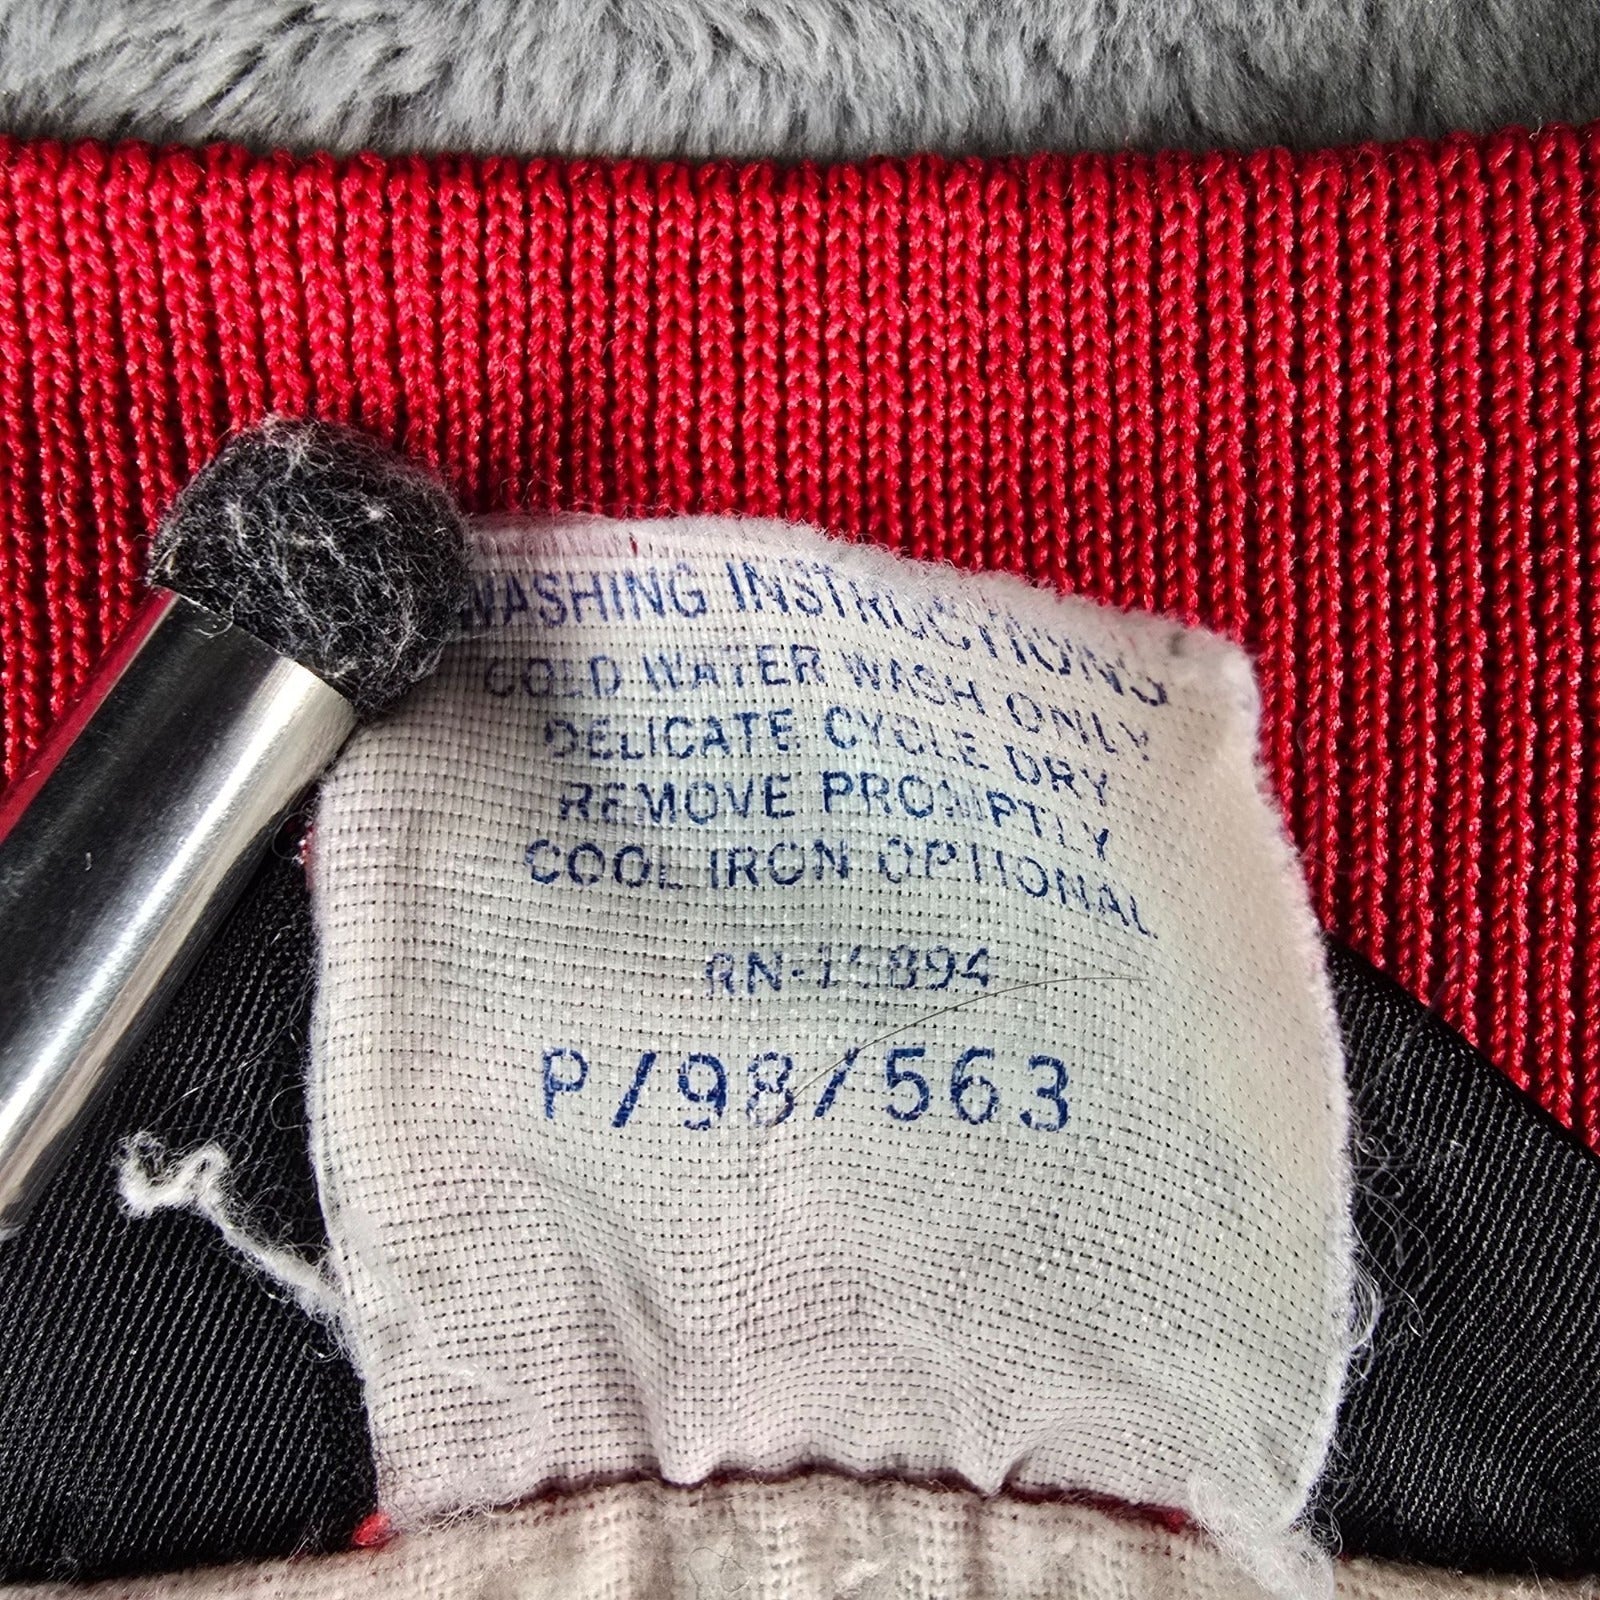 WASHING INSTRUCTIONS
COLD WATER WASH ONLY
DELICATE CYCLE DRY
REMOVE PROMPTLY
COOL IRON OPTIONAL.
P/98/563